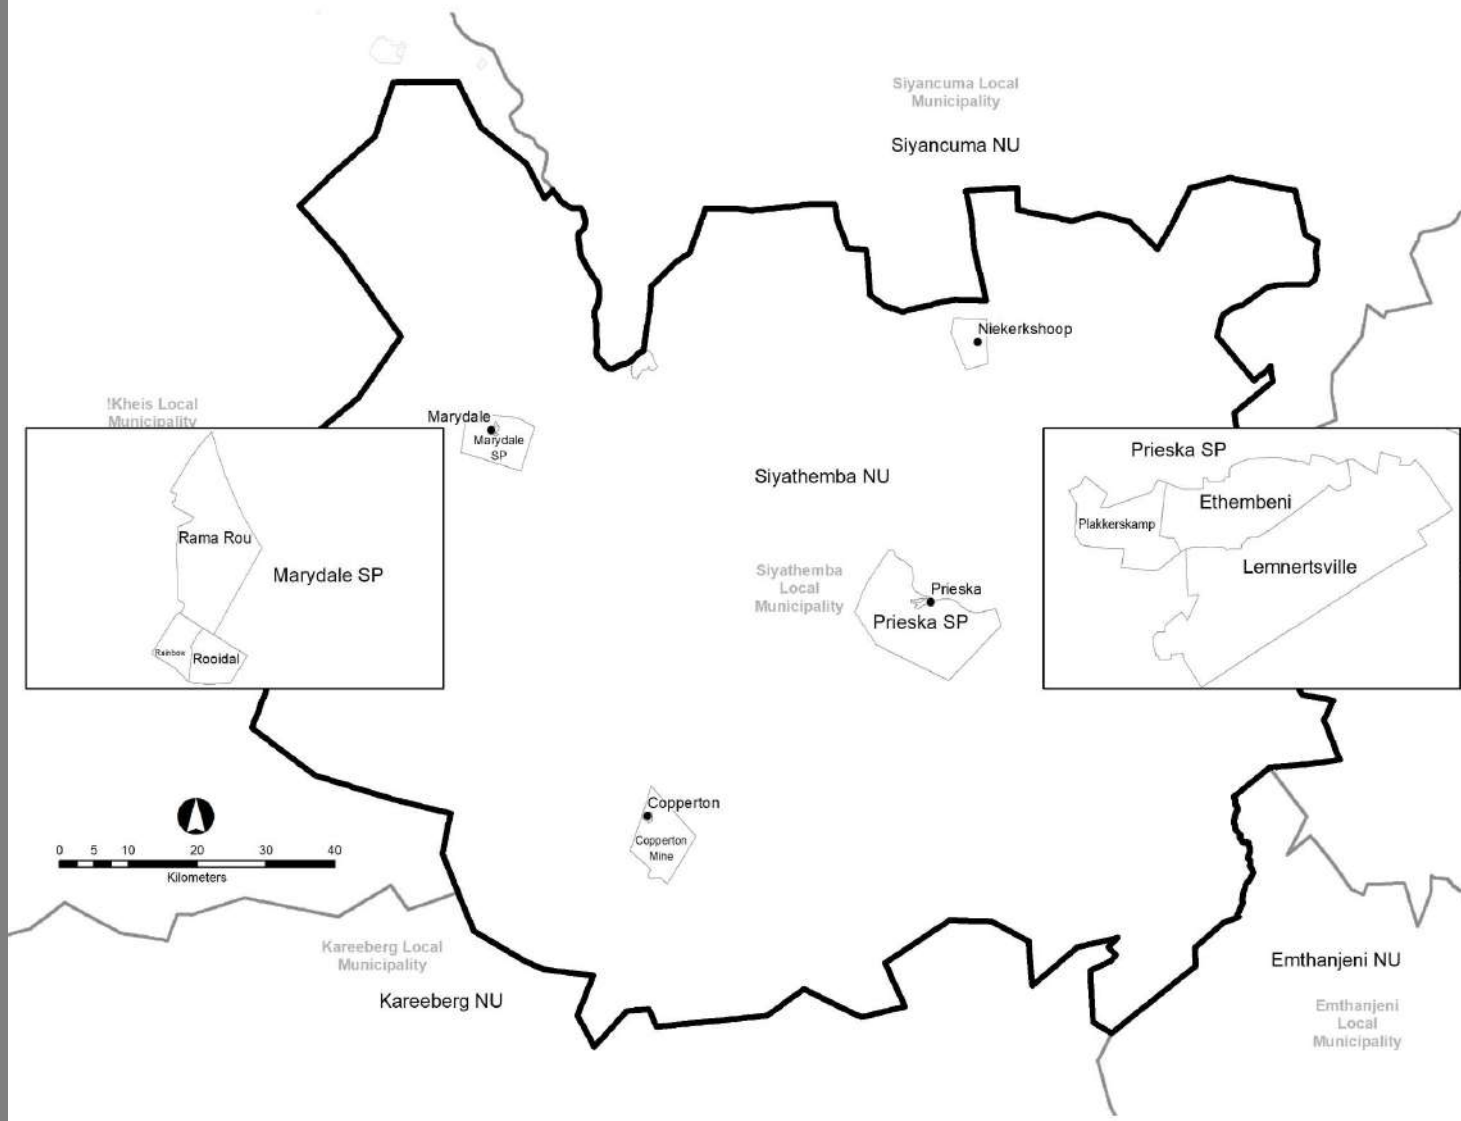 Siyancuma Local
Municipality
Siyancuma NU
Niekerkshoop
!Kheis Local
Municipality
Marydale
Marydale
SP
Siyathemba NU
Prieska SP
Ethembeni
Plakkerskamp
Lemnertsville
Rama Rou
Marydale SP
Rainbow
Rooidal
Siyathemba
Local
Municipality
Prieska
Prieska SP
Copperton
Copperton
Mine
0 5 10 20 30 40
Kilometers
Kareeberg Local
Municipality
Kareeberg NU
Emthanjeni NU
Emthanjeni
Local
Municipality